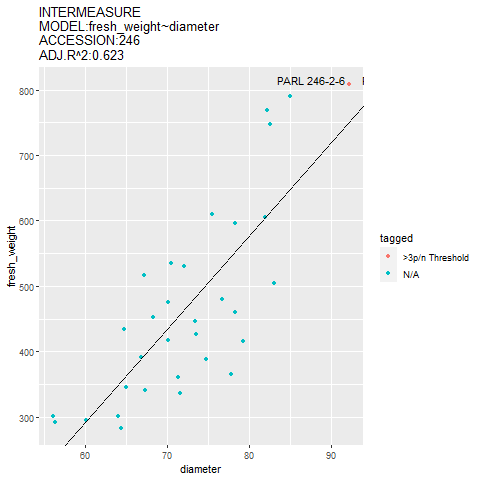 INTERMEASURE
MODEL:fresh_weight~diameter
ACCESSION:246
ADJ.R^2:0.623
PARL 246-2-6
800
700
600
500
400
300
fresh_weight
60
70
80
90
diameter
tagged
>3p/n Threshold
N/A